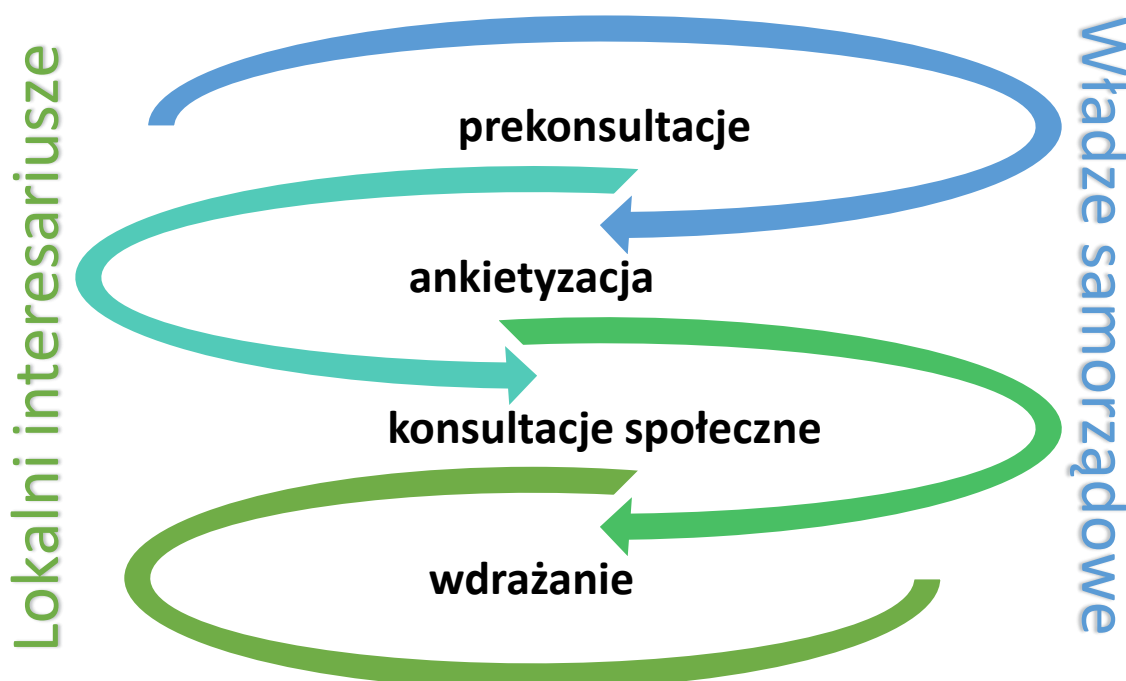 Lokalni interesariusze
prekonsultacje
ankietyzacja
konsultacje społeczne
wdrażanie
Władze samorządowe